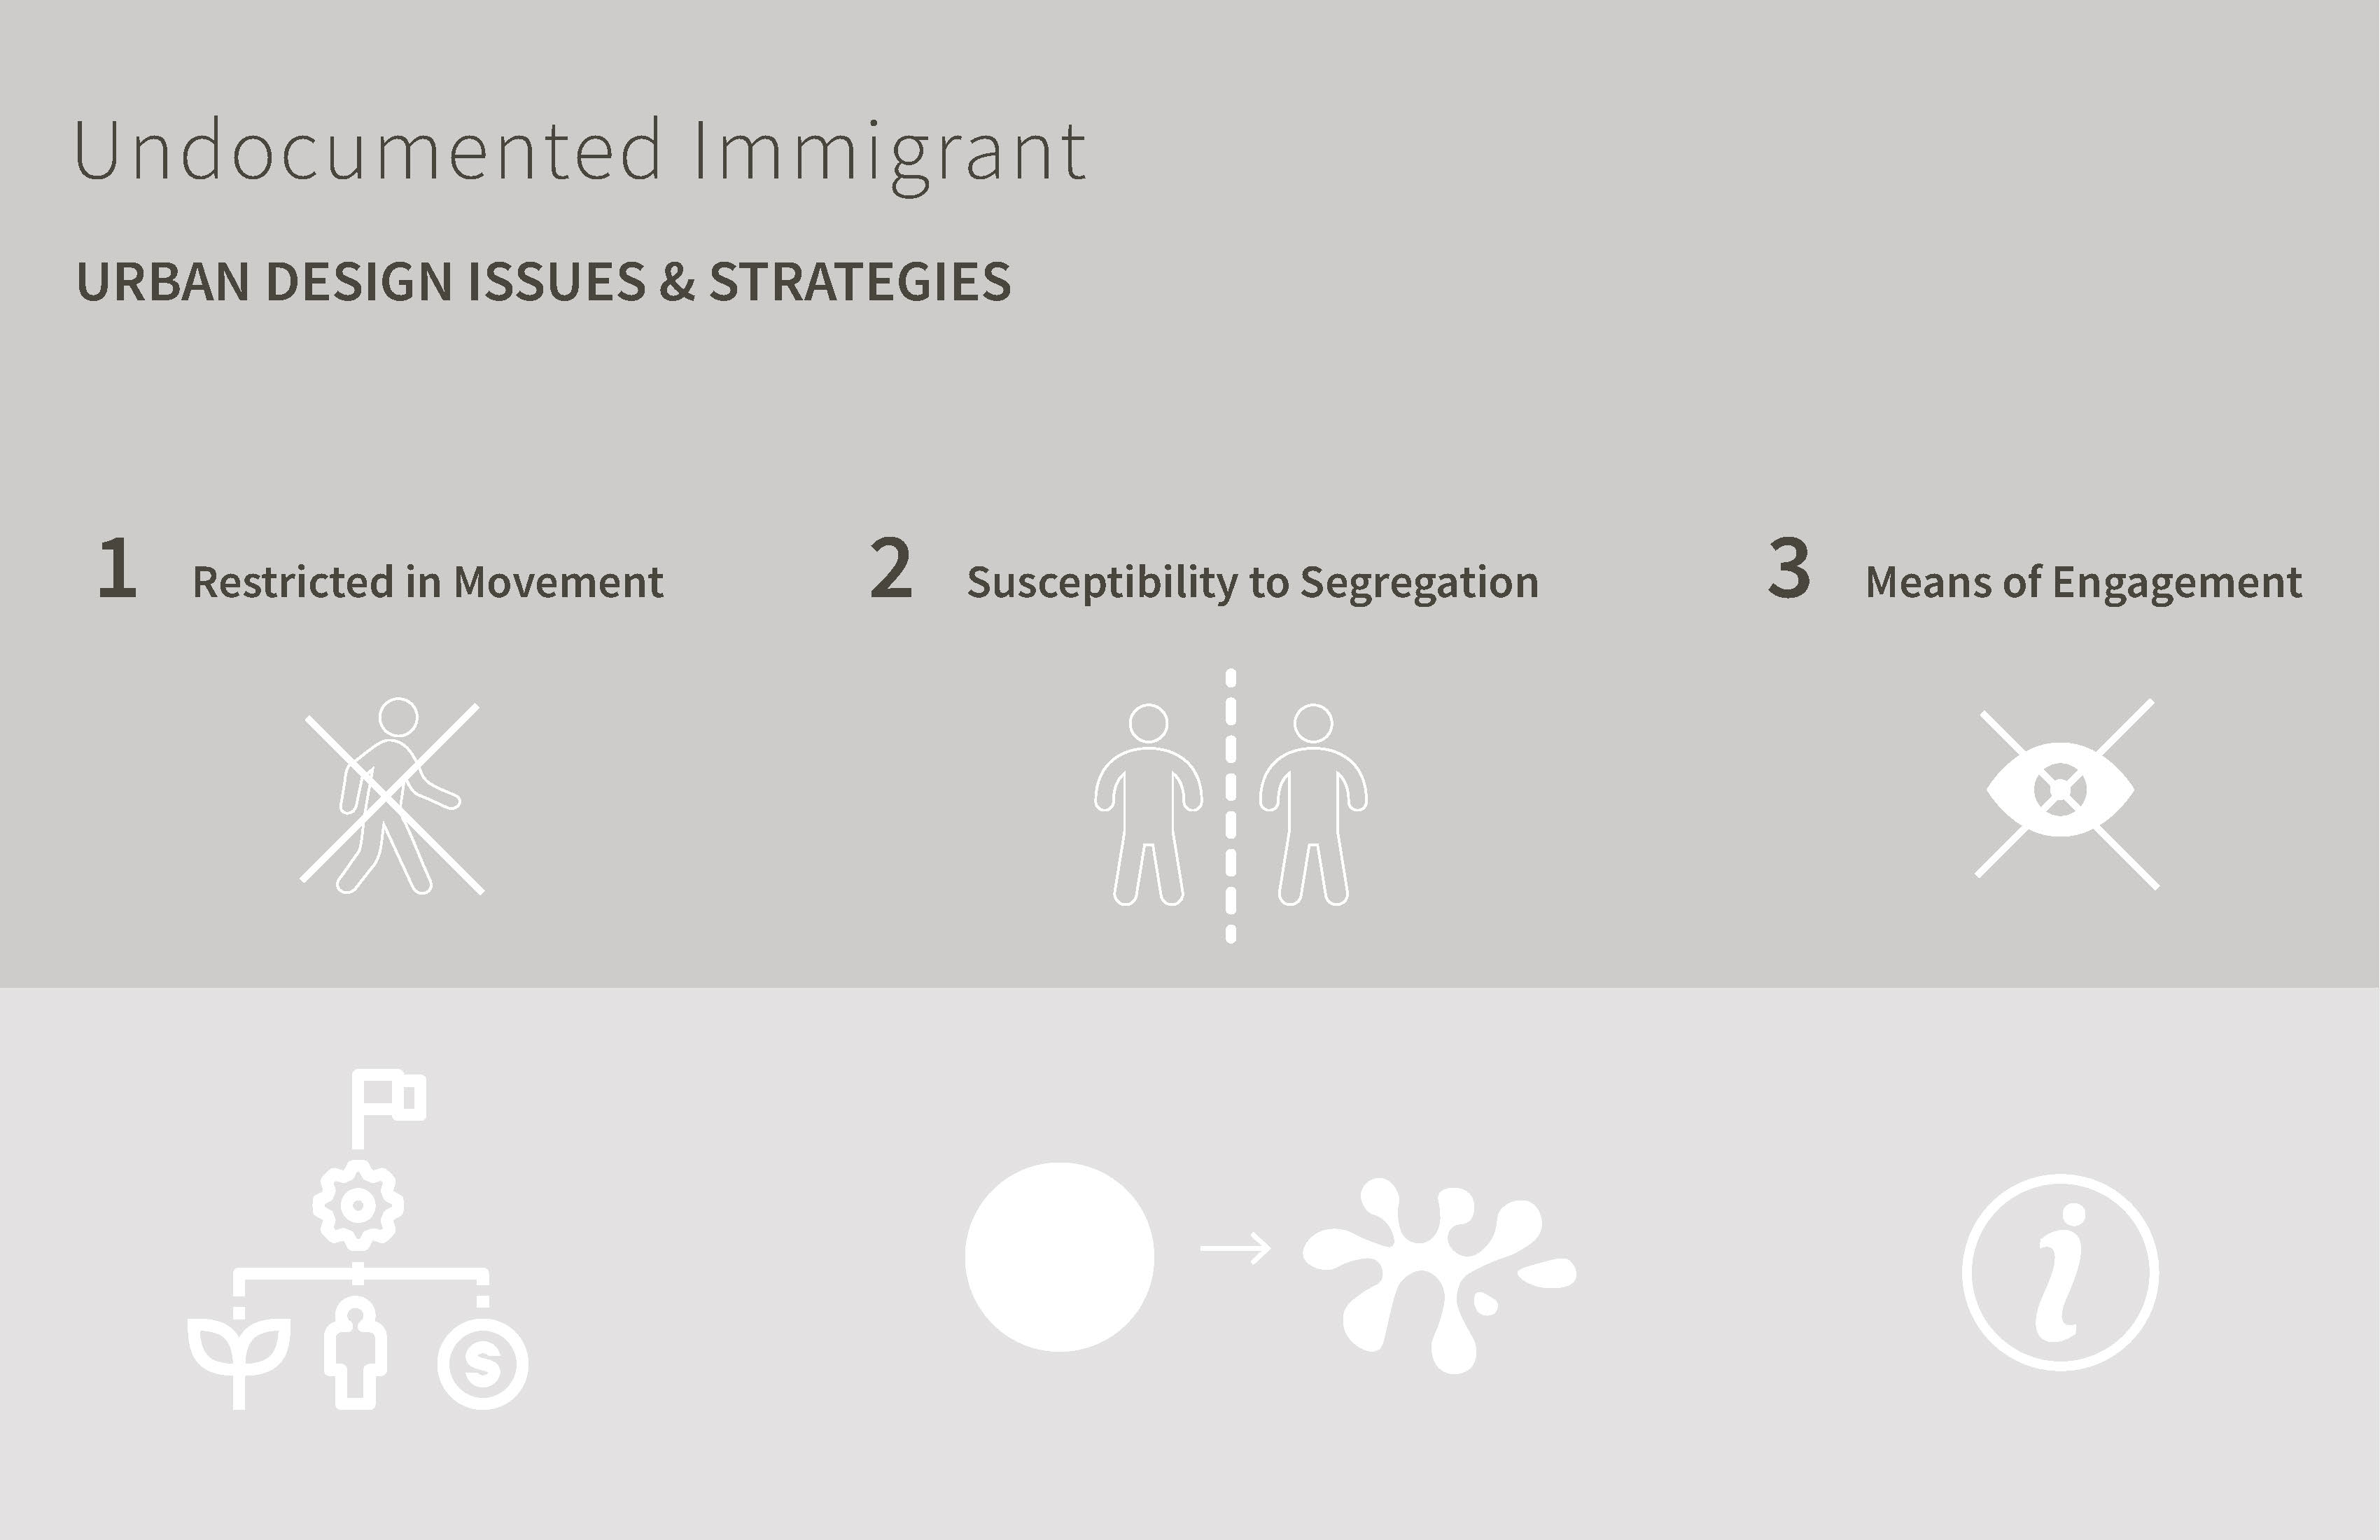 Undocumented Immigrant
URBAN DESIGN ISSUES & STRATEGIES
1 Restricted in Movement
2 Susceptibility to Segregation
3 Means of Engagement
S
i